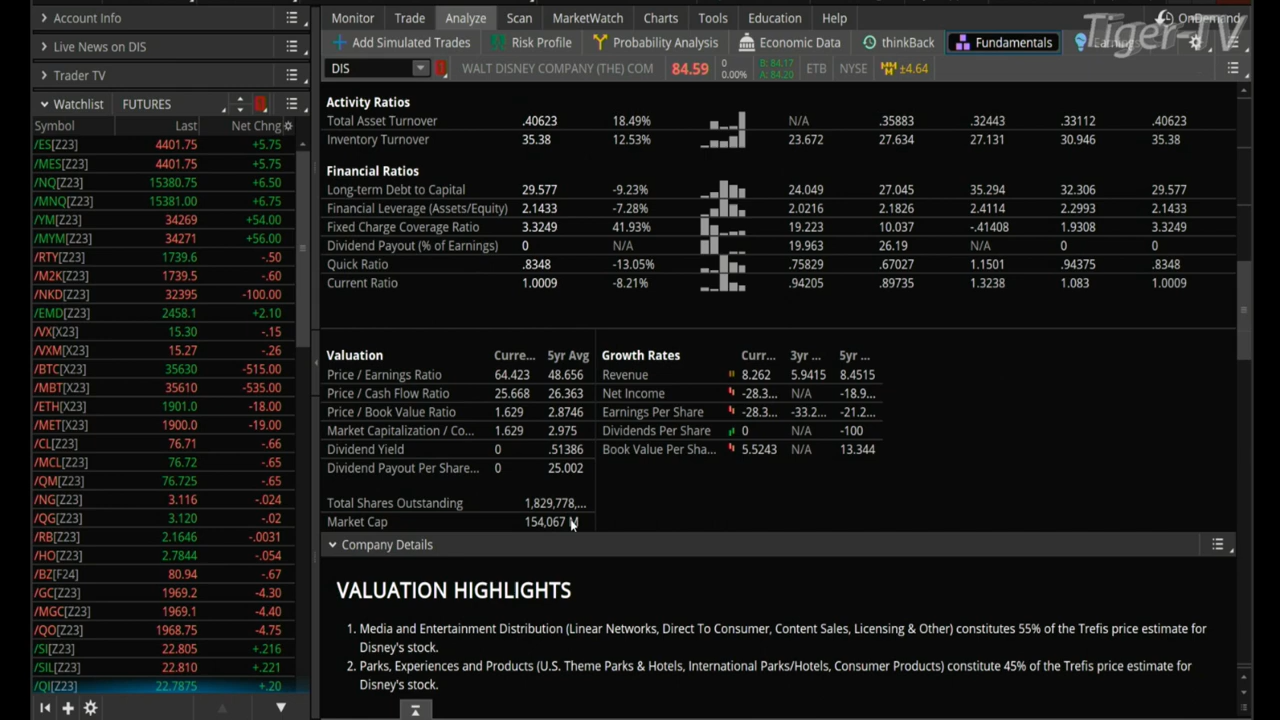 Account Info
Monitor Trade Analyze Scan MarketWatch Charts Tools Education Help
OnDemand
Tiger-TV
Live News on DIS
Add Simulated Trades Risk Profile Probability Analysis Economic Data thinkBack Fundamentals
Trader TV
DIS WALT DISNEY COMPANY (THE) COM 84.59 0 0.00% B: 84.17 A: 84.20 ETB NYSE ±4.64
Watchlist FUTURES
Symbol Last Net Chng
/ES[Z23] 4401.75 +5.75
/MES[Z23] 4401.75 +5.75
/NQ[Z23] 15380.75 +6.50
/MNQ[Z23] 15381.00 +6.75
/YM[Z23] 34269 +54.00
/MYM[Z23] 34271 +56.00
/RTY[Z23] 1739.6 -.50
/M2K[Z23] 1739.5 -.60
/NKD[Z23] 32395 -100.00
/EMD[Z23] 2458.1 +2.10
/VX[X23] 15.30 -.15
/VXM[X23] 15.27 -.26
/BTC[X23] 35630 -515.00
/MBT[X23] 35610 -535.00
/ETH[X23] 1901.0 -18.00
/MET[X23] 1900.0 -19.00
/CL[Z23] 76.71 -.66
/MCL[Z23] 76.72 -.65
/QM[Z23] 76.725 -.65
/NG[Z23] 3.116 -.024
/QG[Z23] 3.120 -.02
/RB[Z23] 2.1646 -.0031
/HO[Z23] 2.7844 -.054
/BZ[F24] 80.94 -.67
/GC[Z23] 1969.2 -4.30
/MGC[Z23] 1969.1 -4.40
/QO[Z23] 1968.75 -4.75
/SI[Z23] 22.805 +.216
/SIL[Z23] 22.810 +.221
/QI[Z23] 22.7875 +.20
Activity Ratios
Total Asset Turnover .40623 18.49% N/A .35883 .32443 .33112 .40623
Inventory Turnover 35.38 12.53% 23.672 27.634 27.131 30.946 35.38
Financial Ratios
Long-term Debt to Capital 29.577 -9.23% 24.049 27.045 35.294 32.306 29.577
Financial Leverage (Assets/Equity) 2.1433 -7.28% 2.0216 2.1826 2.4114 2.2993 2.1433
Fixed Charge Coverage Ratio 3.3249 41.93% 19.223 10.037 -.41408 1.9308 3.3249
Dividend Payout (% of Earnings) 0 N/A 19.963 26.19 N/A 0 0
Quick Ratio .8348 -13.05% .75829 .67027 1.1501 .94375 .8348
Current Ratio 1.0009 -8.21% .94205 .89735 1.3238 1.083 1.0009
Valuation Curre... 5yr Avg
Price / Earnings Ratio 64.423 48.656
Price / Cash Flow Ratio 25.668 26.363
Price / Book Value Ratio 1.629 2.8746
Market Capitalization / Co... 1.629 2.975
Dividend Yield 0 .51386
Dividend Payout Per Share... 0 25.002
Total Shares Outstanding 1,829,778,...
Market Cap 154,067 M
Growth Rates Curr... 3yr ... 5yr ...
Revenue 8.262 5.9415 8.4515
Net Income -28.3... N/A -18.9...
Earnings Per Share -28.3... -33.2... -21.2...
Dividends Per Share 0 -100
Book Value Per Sha... 5.5243 N/A 13.344
Company Details
VALUATION HIGHLIGHTS
1. Media and Entertainment Distribution (Linear Networks, Direct To Consumer, Content Sales, Licensing & Other) constitutes 55% of the Trefis price estimate for
Disney's stock.
2. Parks, Experiences and Products (U.S. Theme Parks & Hotels, International Parks/Hotels, Consumer Products) constitute 45% of the Trefis price estimate for
Disney's stock.